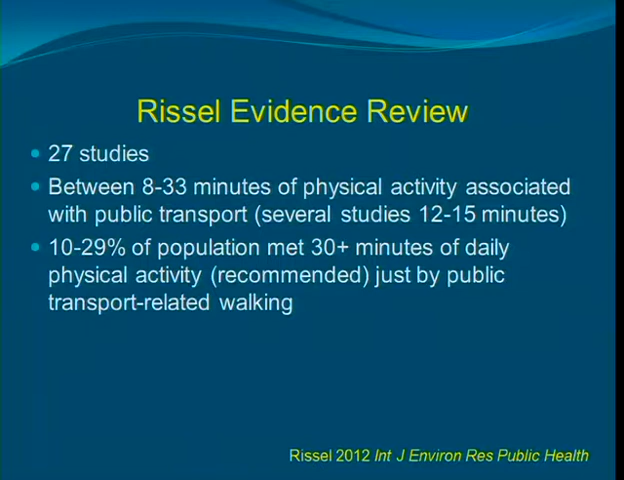 Rissel Evidence Review
• 27 studies
• Between 8-33 minutes of physical activity associated
with public transport (several studies 12-15 minutes)
• 10-29% of population met 30+ minutes of daily
physical activity (recommended) just by public
transport-related walking
Rissel 2012 Int J Environ Res Public Health